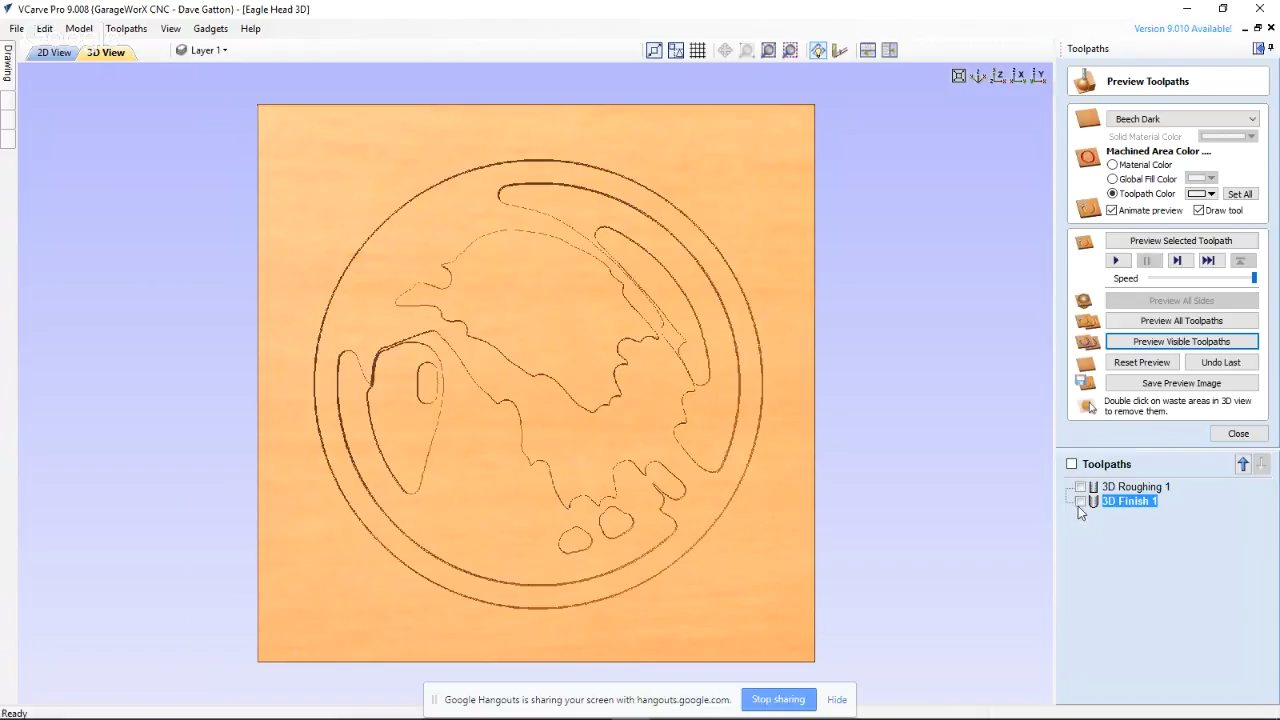 VCarve Pro 9.008 {GarageWorX CNC - Dave Gatton} - [Eagle Head 3D]
File Edit Model Toolpaths View Gadgets Help
Version 9.010 Available!
2D View 3D View Layer 1
Drawing
Z X Y
Toolpaths
Preview Toolpaths
Beech Dark
Solid Material Color
Machined Area Color ....
Material Color
Global Fill Color
Toolpath Color Set All
Animate preview Draw tool
Preview Selected Toolpath
Speed
Preview All Sides
Preview All Toolpaths
Preview Visible Toolpaths
Reset Preview Undo Last
Save Preview Image
Double click on waste areas in 3D view
to remove them.
Close
Toolpaths
3D Roughing 1
3D Finish 1
Google Hangouts is sharing your screen with hangouts.google.com. Stop sharing Hide
Ready